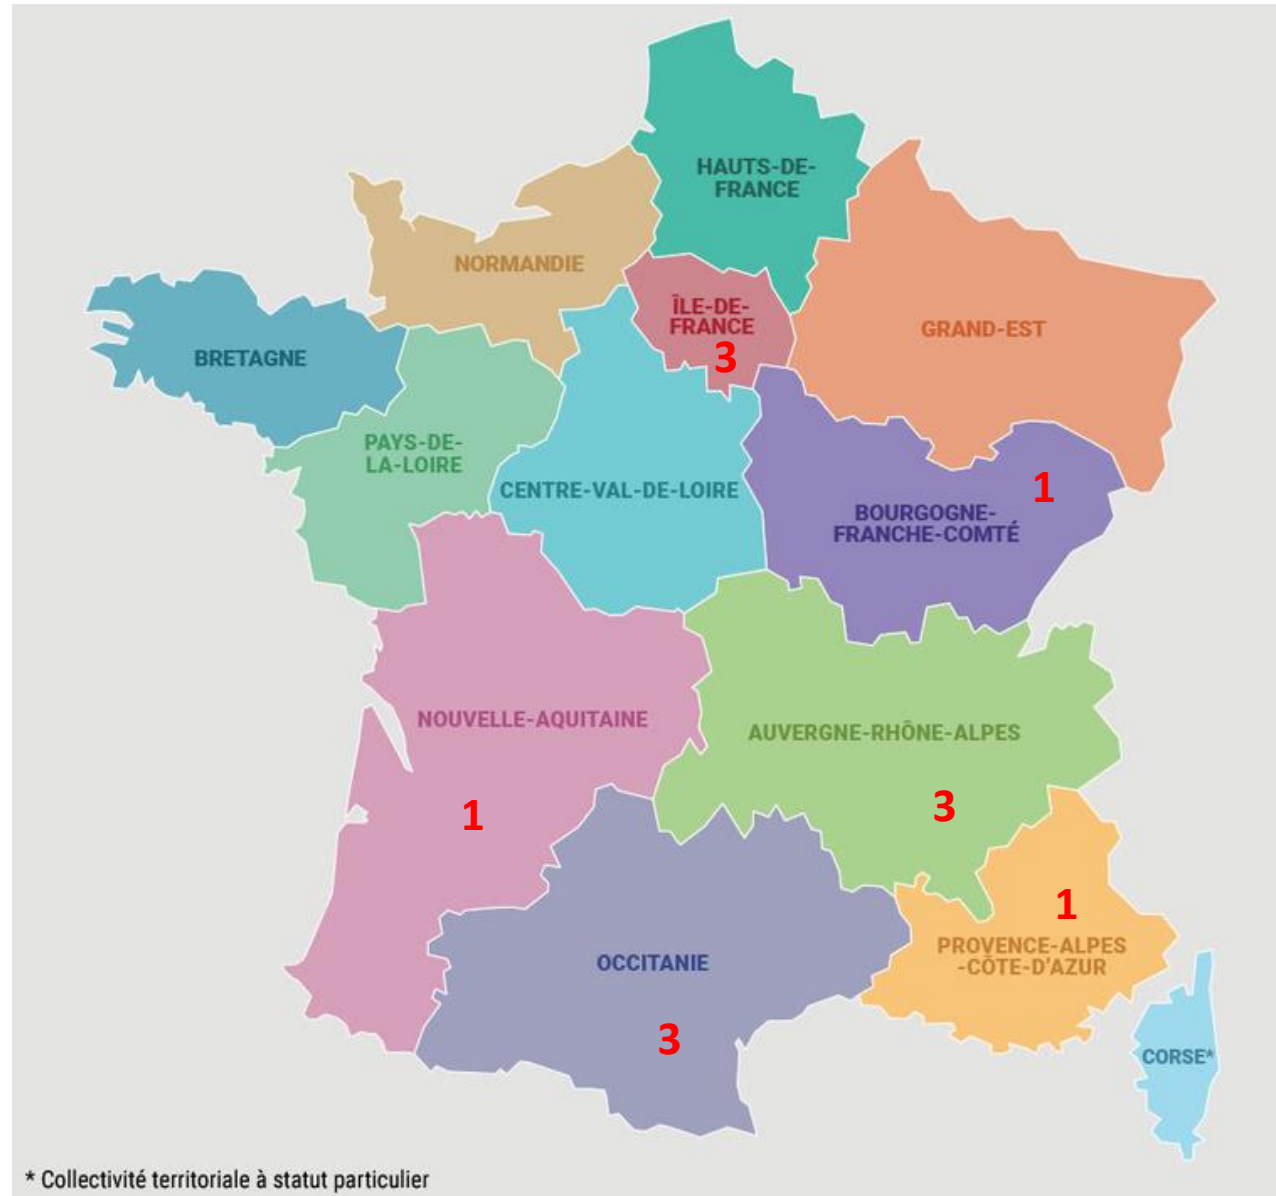 HAUTS-DE-
FRANCE
NORMANDIE
ÎLE-DE-
FRANCE
3
GRAND-EST
BRETAGNE
PAYS-DE-
LA-LOIRE
CENTRE-VAL-DE-LOIRE
1
BOURGOGNE-
FRANCHE-COMTÉ
NOUVELLE-AQUITAINE
1
AUVERGNE-RHÔNE-ALPES
3
1
PROVENCE-ALPES
-CÔTE-D'AZUR
OCCITANIE
3
CORSE*
* Collectivité territoriale à statut particulier